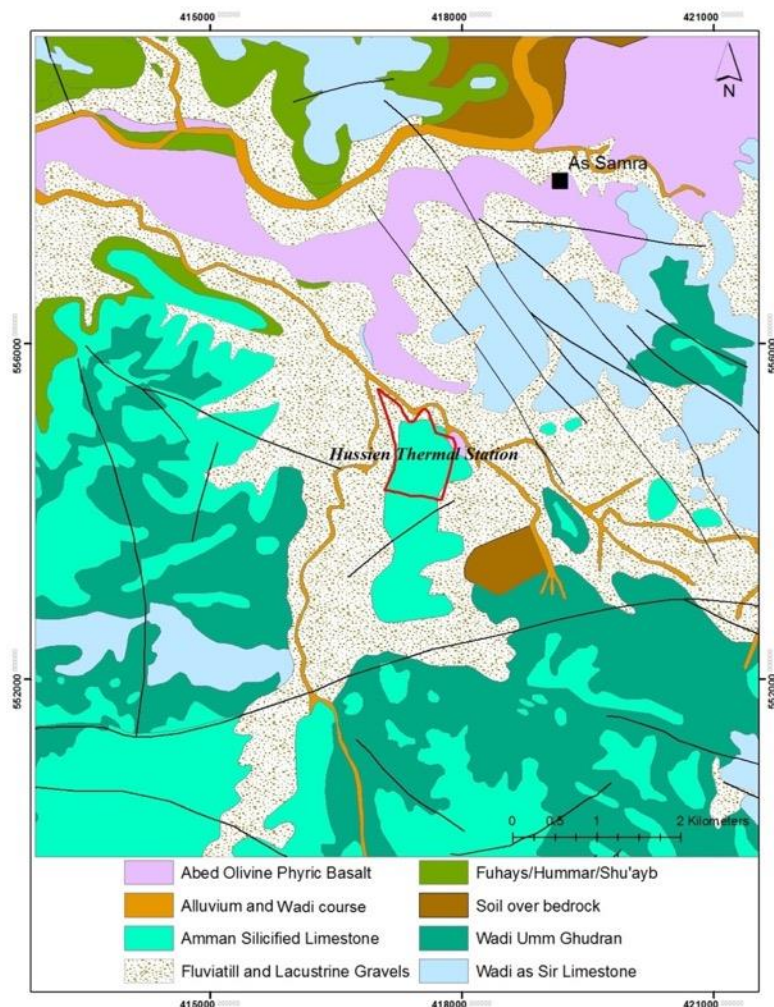 415000 418000 421000
N
As Samra
556000 556000
Hussien Thermal Station
552000 552000
0 0.5 1 2 Kilometers
Abed Olivine Phyric Basalt Fuhays/Hummar/Shu'ayb
Alluvium and Wadi course Soil over bedrock
Amman Silicified Limestone Wadi Umm Ghudran
Fluviatill and Lacustrine Gravels Wadi as Sir Limestone
415000 418000 421000